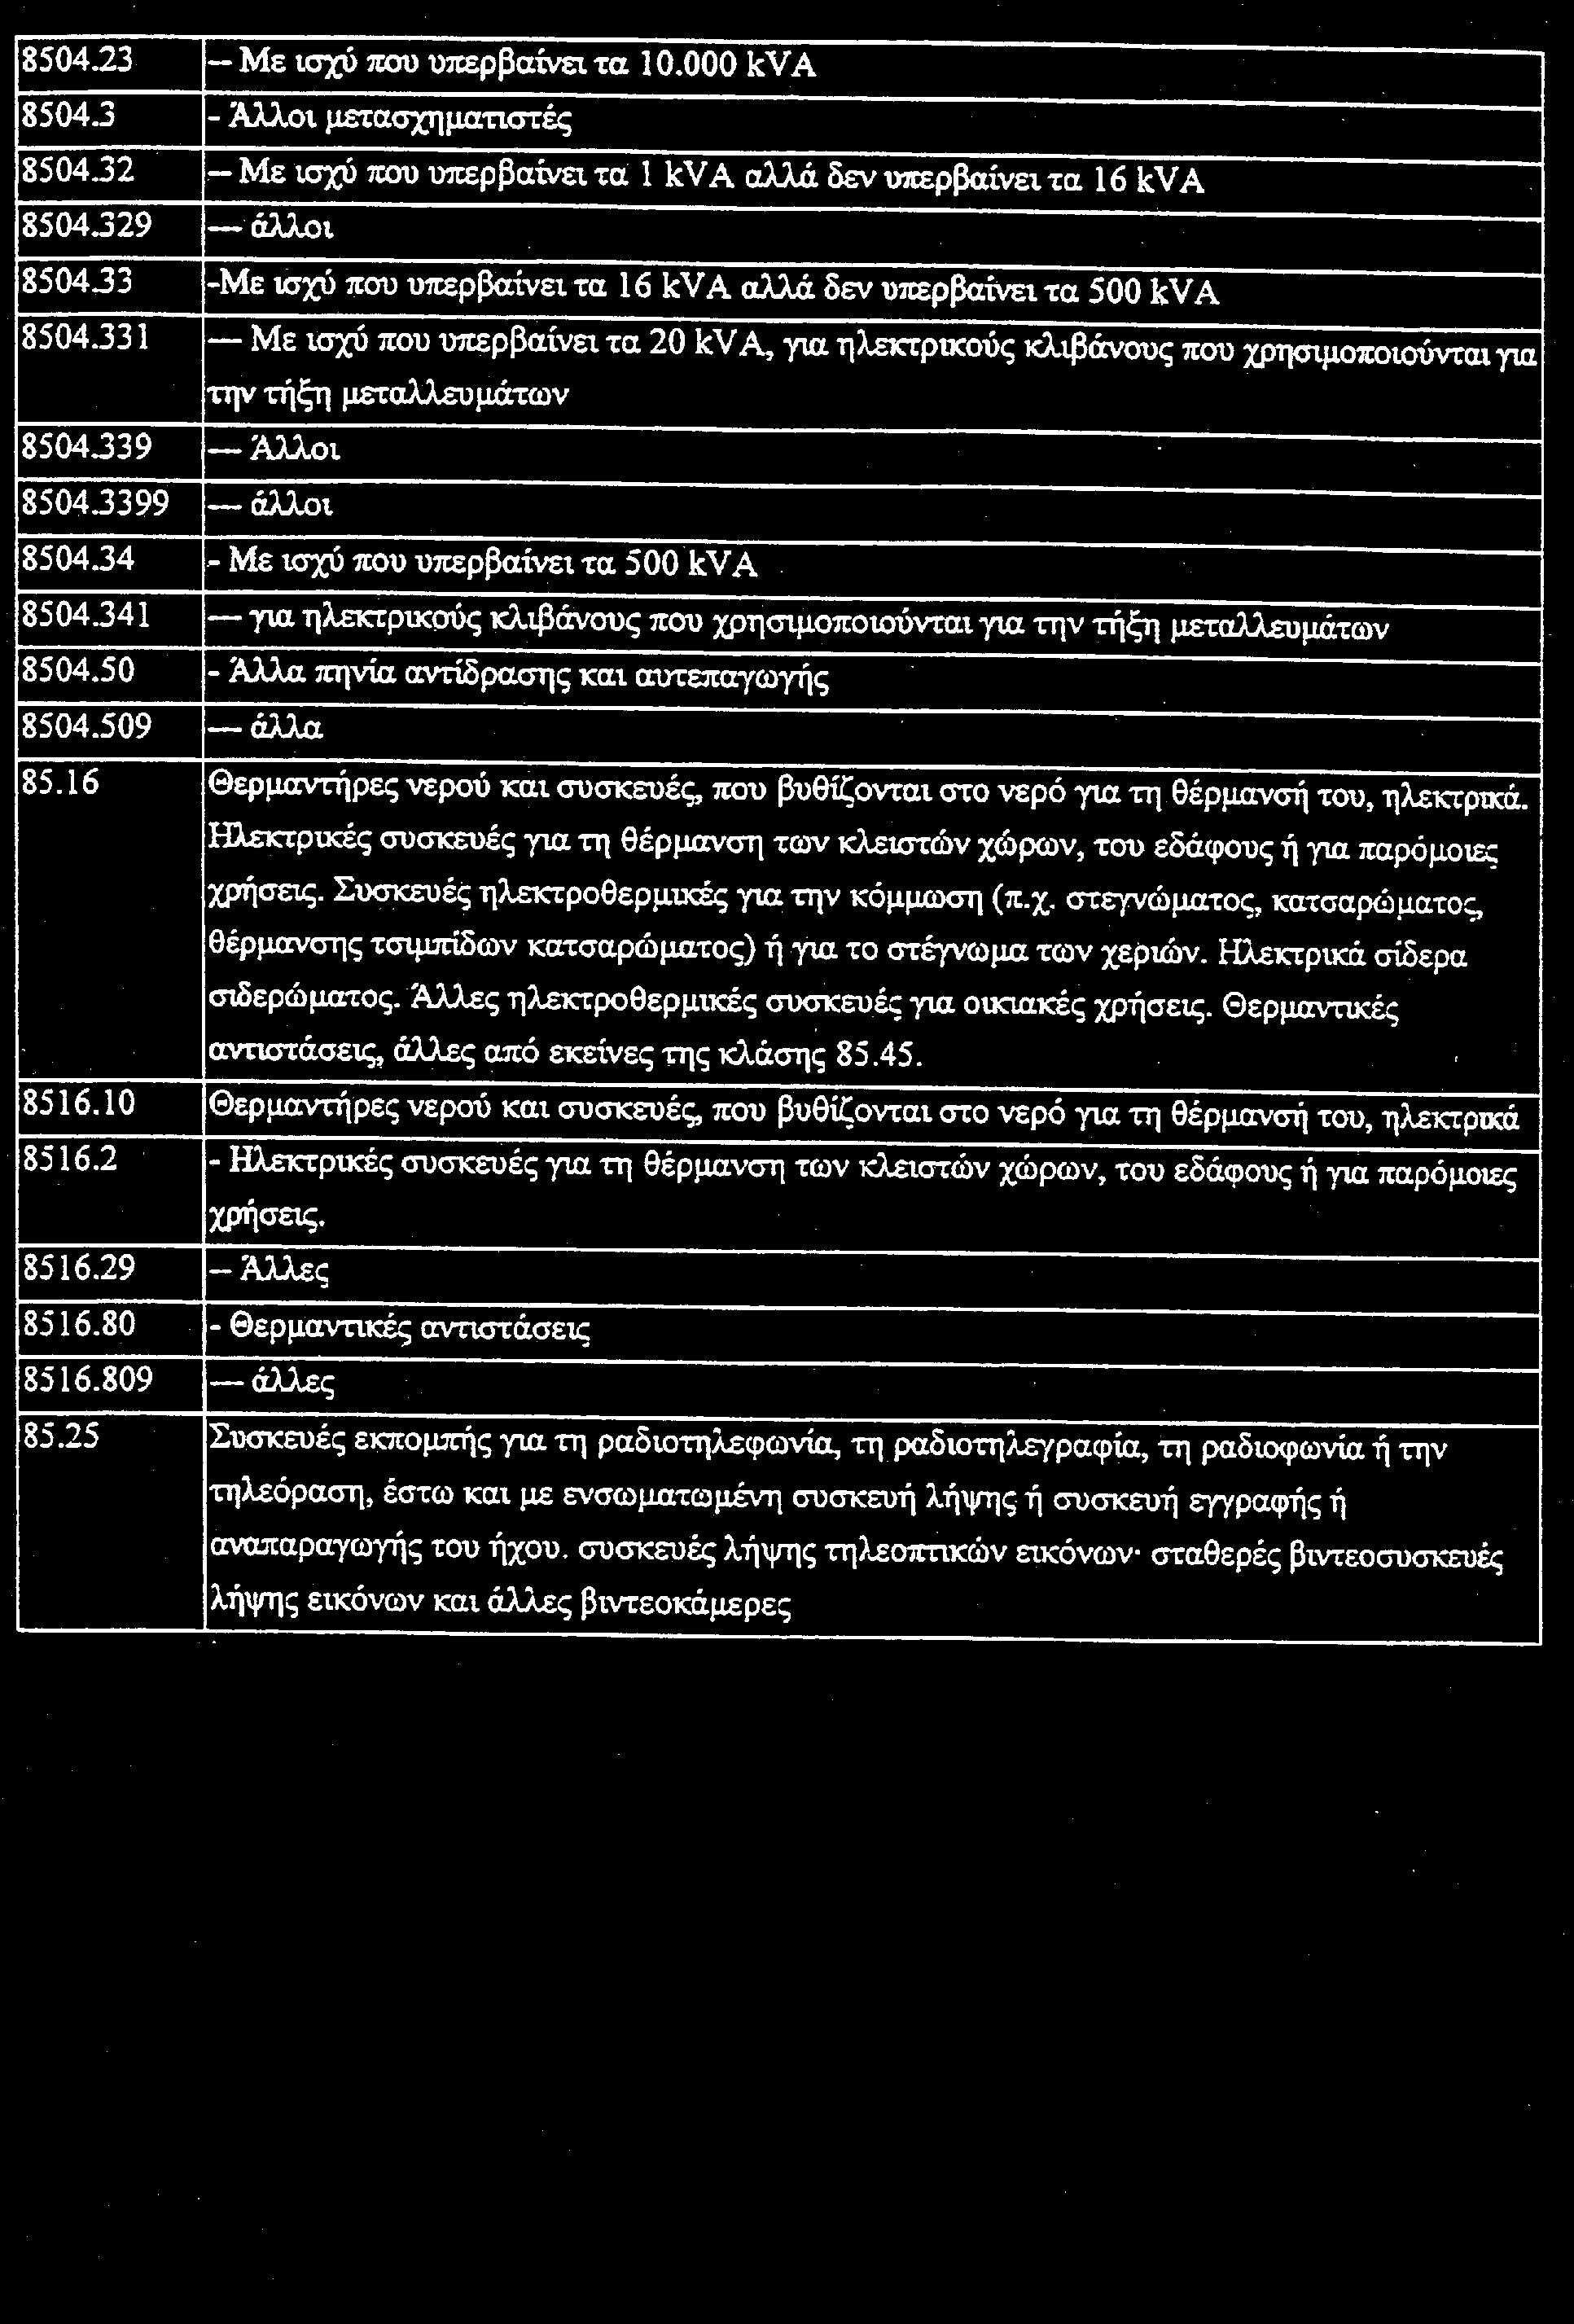 8504.23 -- Με ισχύ που υπερβαίνει τα 10.000 kVA
8504.3 - Άλλοι μετασχηματιστές
8504.32 -- Με ισχύ που υπερβαίνει τα 1 kVA αλλά δεν υπερβαίνει τα 16 kVA
8504.329 --- άλλοι
8504.33 -Με ισχύ που υπερβαίνει τα 16 kVA αλλά δεν υπερβαίνει τα 500 kVA
8504.331 --- Με ισχύ που υπερβαίνει τα 20 kVA, για ηλεκτρικούς κλιβάνους που χρησιμοποιούνται για
την τήξη μεταλλευμάτων
8504.339 --- Άλλοι
8504.3399 --- άλλοι
8504.34 - Με ισχύ που υπερβαίνει τα 500 kVA
8504.341 --- για ηλεκτρικούς κλιβάνους που χρησιμοποιούνται για την τήξη μεταλλευμάτων
8504.50 - Άλλα πηνία αντίδρασης και αυτεπαγωγής
8504.509 --- άλλα
85.16 Θερμαντήρες νερού και συσκευές, που βυθίζονται στο νερό για τη θέρμανσή του, ηλεκτρικά.
Ηλεκτρικές συσκευές για τη θέρμανση των κλειστών χώρων, του εδάφους ή για παρόμοιες
χρήσεις. Συσκευές ηλεκτροθερμικές για την κόμμωση (π.χ. στεγνώματος, κατσαρώματος,
θέρμανσης τσιμπίδων κατσαρώματος) ή για το στέγνωμα των χεριών. Ηλεκτρικά σίδερα
σιδερώματος. Άλλες ηλεκτροθερμικές συσκευές για οικιακές χρήσεις. Θερμαντικές
αντιστάσεις, άλλες από εκείνες της κλάσης 85.45.
8516.10 Θερμαντήρες νερού και συσκευές, που βυθίζονται στο νερό για τη θέρμανσή του, ηλεκτρικά
8516.2 - Ηλεκτρικές συσκευές για τη θέρμανση των κλειστών χώρων, του εδάφους ή για παρόμοιες
χρήσεις.
8516.29 -- Άλλες
8516.80 - Θερμαντικές αντιστάσεις
8516.809 --- άλλες
85.25 Συσκευές εκπομπής για τη ραδιοτηλεφωνία, τη ραδιοτηλεγραφία, τη ραδιοφωνία ή την
τηλεόραση, έστω και με ενσωματωμένη συσκευή λήψης ή συσκευή εγγραφής ή
αναπαραγωγής του ήχου. συσκευές λήψης τηλεοπτικών εικόνων· σταθερές βιντεοσυσκευές
λήψης εικόνων και άλλες βιντεοκάμερες